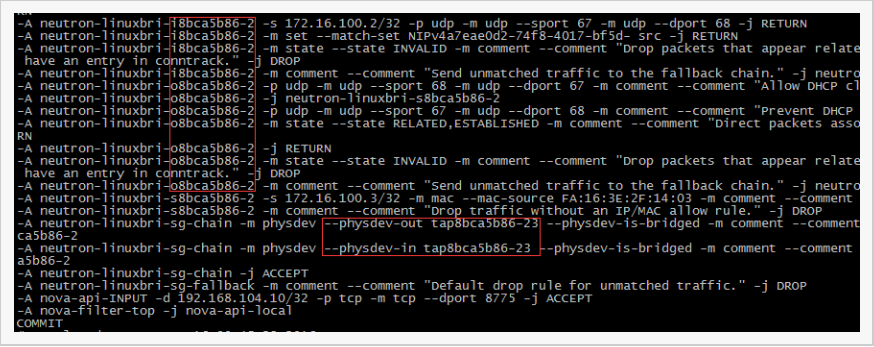 RN
-A neutron-linuxbri-i8bca5b86-2 -s 172.16.100.2/32 -p udp -m udp --sport 67 -m udp --dport 68 -j RETURN
-A neutron-linuxbri-i8bca5b86-2 -m set --match-set NIPv4a7eae0d2-74f8-4017-bf5d- src -j RETURN
-A neutron-linuxbri-i8bca5b86-2 -m state --state INVALID -m comment --comment "Drop packets that appear relate
 have an entry in conntrack." -j DROP
-A neutron-linuxbri-i8bca5b86-2 -m comment --comment "Send unmatched traffic to the fallback chain." -j neutro
-A neutron-linuxbri-o8bca5b86-2 -p udp -m udp --sport 68 -m udp --dport 67 -m comment --comment "Allow DHCP cl
-A neutron-linuxbri-o8bca5b86-2 -j neutron-linuxbri-s8bca5b86-2
-A neutron-linuxbri-o8bca5b86-2 -p udp -m udp --sport 67 -m udp --dport 68 -m comment --comment "Prevent DHCP
-A neutron-linuxbri-o8bca5b86-2 -m state --state RELATED,ESTABLISHED -m comment --comment "Direct packets asso
RN
-A neutron-linuxbri-o8bca5b86-2 -j RETURN
-A neutron-linuxbri-o8bca5b86-2 -m state --state INVALID -m comment --comment "Drop packets that appear relate
 have an entry in conntrack." -j DROP
-A neutron-linuxbri-o8bca5b86-2 -m comment --comment "Send unmatched traffic to the fallback chain." -j neutro
-A neutron-linuxbri-s8bca5b86-2 -s 172.16.100.3/32 -m mac --mac-source FA:16:3E:2F:14:03 -m comment --comment
-A neutron-linuxbri-s8bca5b86-2 -m comment --comment "Drop traffic without an IP/MAC allow rule." -j DROP
-A neutron-linuxbri-sg-chain -m physdev --physdev-out tap8bca5b86-23 --physdev-is-bridged -m comment --comment
ca5b86-2
-A neutron-linuxbri-sg-chain -m physdev --physdev-in tap8bca5b86-23 --physdev-is-bridged -m comment --comment
a5b86-2
-A neutron-linuxbri-sg-chain -j ACCEPT
-A neutron-linuxbri-sg-fallback -m comment --comment "Default drop rule for unmatched traffic." -j DROP
-A nova-api-INPUT -d 192.168.104.10/32 -p tcp -m tcp --dport 8775 -j ACCEPT
-A nova-filter-top -j nova-api-local
COMMIT